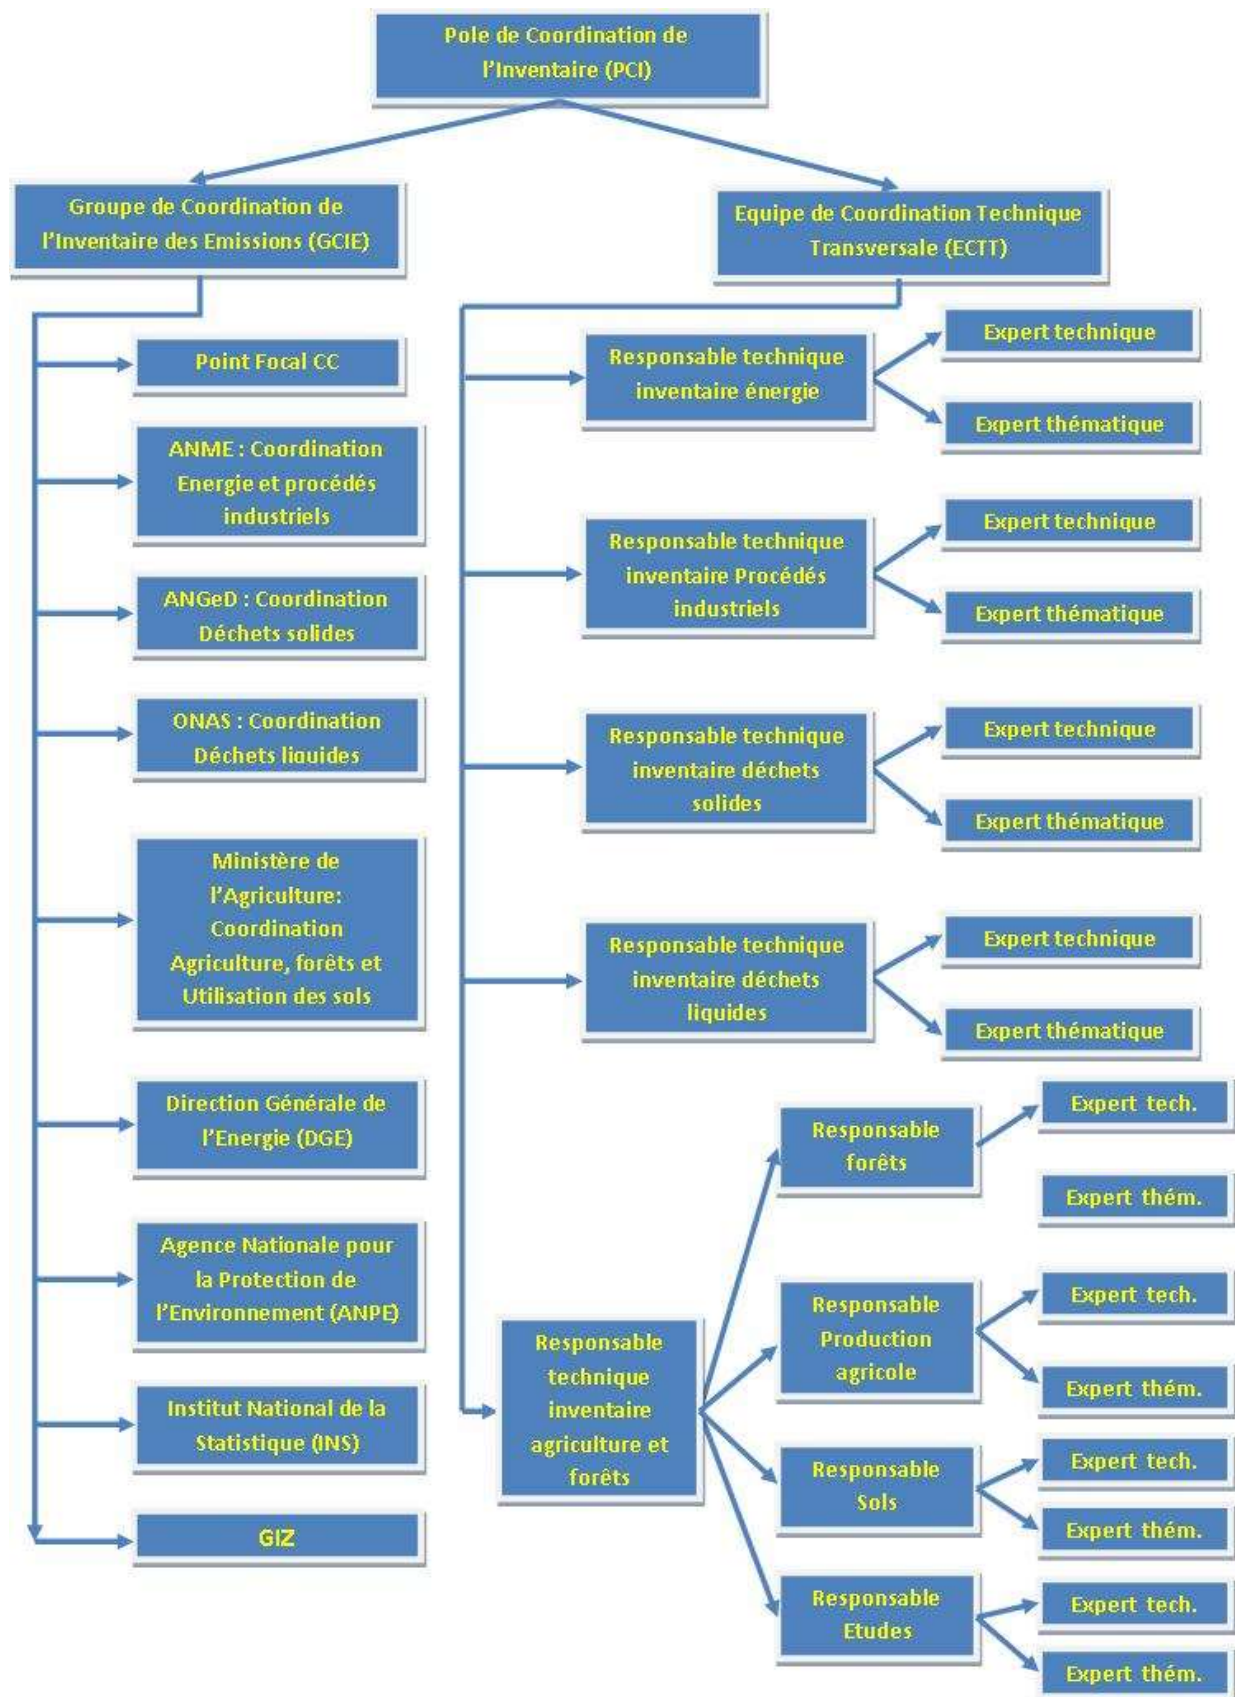 Pole de Coordination de
l'Inventaire (PCI)
Groupe de Coordination de
l'Inventaire des Emissions (GCIE)
Equipe de Coordination Technique
Transversale (ECTT)
Point Focal CC
ANME : Coordination
Energie et procédés
industriels
ANGeD : Coordination
Déchets solides
ONAS : Coordination
Déchets liquides
Ministère de
l'Agriculture:
Coordination
Agriculture, forêts et
Utilisation des sols
Direction Générale de
l'Energie (DGE)
Agence Nationale pour
la Protection de
l'Environnement (ANPE)
Institut National de la
Statistique (INS)
GIZ
Responsable technique
inventaire énergie
Expert technique
Expert thématique
Responsable technique
inventaire Procédés
industriels
Expert technique
Expert thématique
Responsable technique
inventaire déchets
solides
Expert technique
Expert thématique
Responsable technique
inventaire déchets
liquides
Expert technique
Expert thématique
Responsable
technique
inventaire
agriculture et
forêts
Responsable
forêts
Expert tech.
Expert thém.
Responsable
Production
agricole
Expert tech.
Expert thém.
Responsable
Sols
Expert tech.
Expert thém.
Responsable
Etudes
Expert tech.
Expert thém.